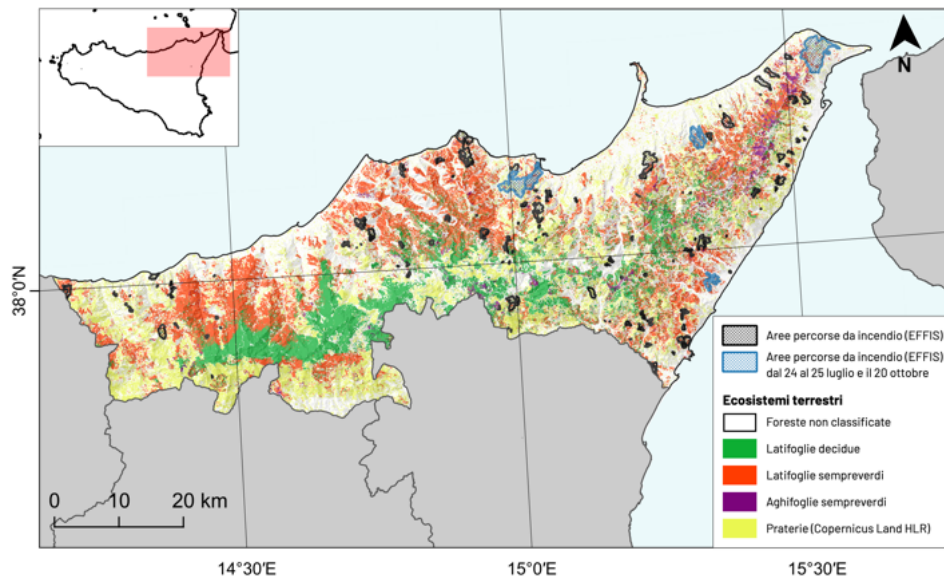 N
38°0'N
Aree percorse da incendio (EFFIS)
Aree percorse da incendio (EFFIS)
dal 24 al 25 luglio e il 20 ottobre
Ecosistemi terrestri
Foreste non classificate
Latifoglie decidue
Latifoglie sempreverdi
Aghifoglie sempreverdi
Praterie (Copernicus Land HLR)
0 10 20 km
14°30'E 15°0'E 15°30'E